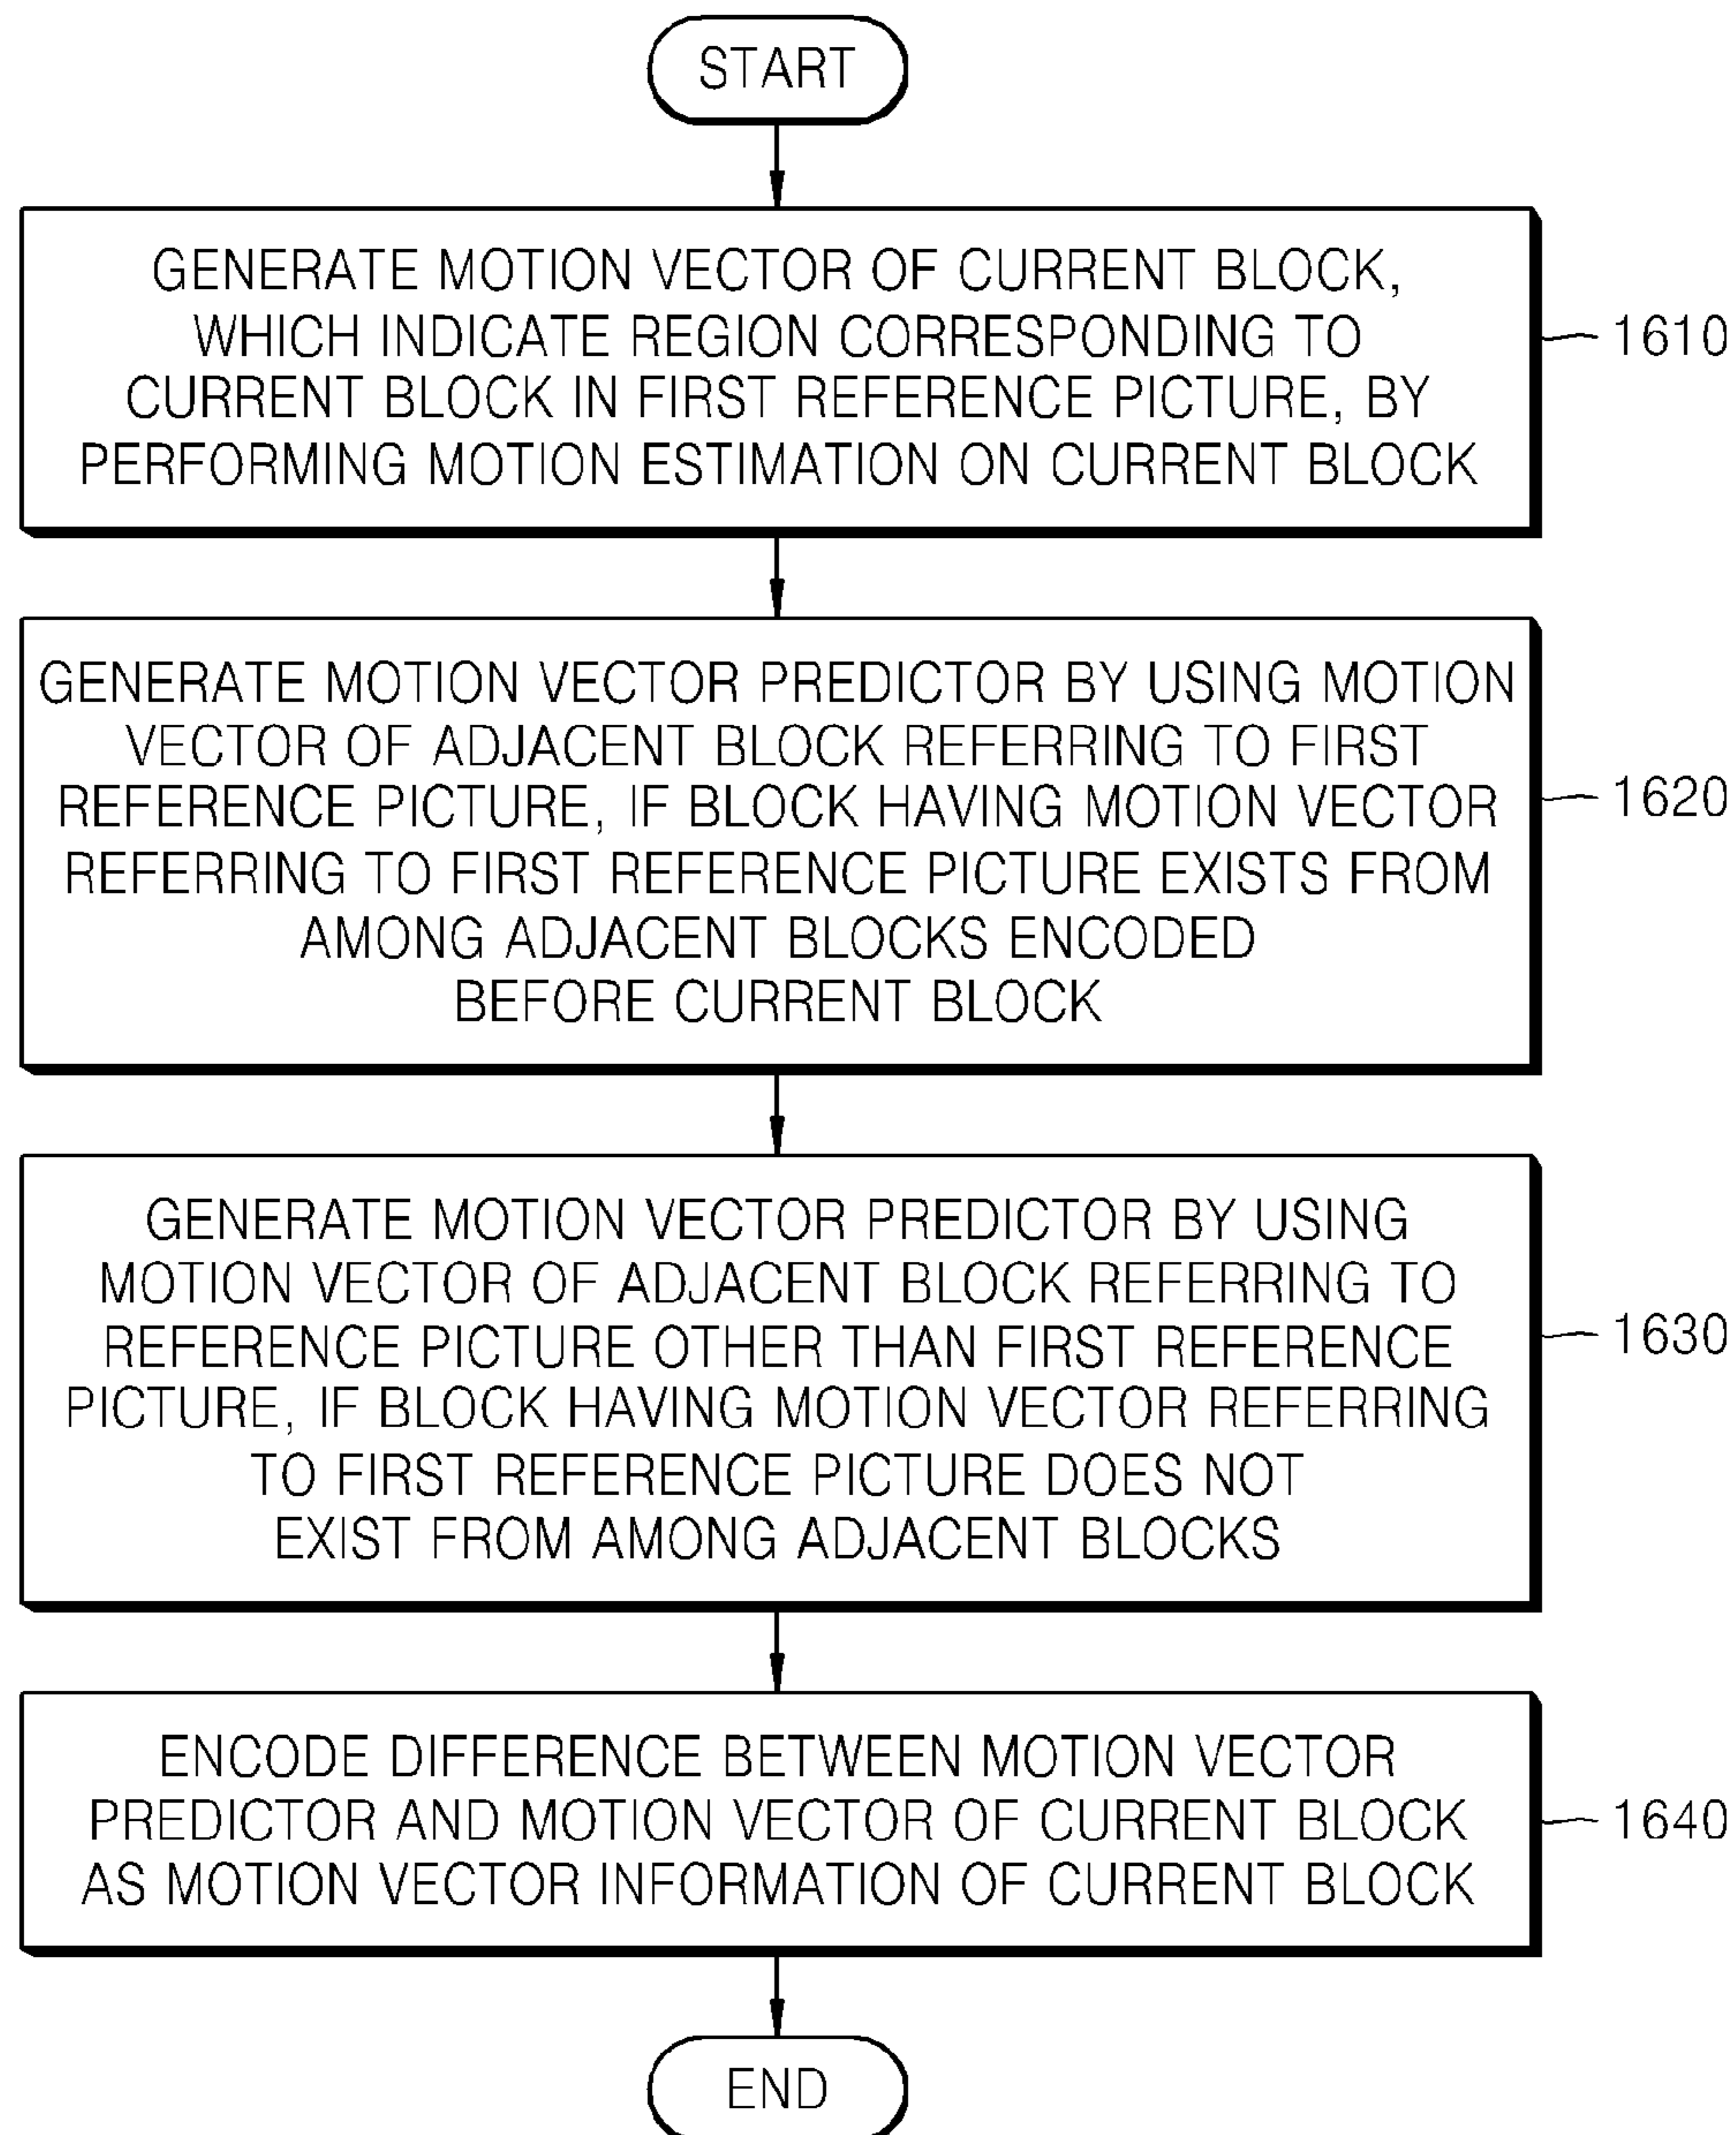 START
GENERATE MOTION VECTOR OF CURRENT BLOCK,
WHICH INDICATE REGION CORRESPONDING TO
CURRENT BLOCK IN FIRST REFERENCE PICTURE, BY
PERFORMING MOTION ESTIMATION ON CURRENT BLOCK
1610
GENERATE MOTION VECTOR PREDICTOR BY USING MOTION
VECTOR OF ADJACENT BLOCK REFERRING TO FIRST
REFERENCE PICTURE, IF BLOCK HAVING MOTION VECTOR
REFERRING TO FIRST REFERENCE PICTURE EXISTS FROM
AMONG ADJACENT BLOCKS ENCODED
BEFORE CURRENT BLOCK
1620
GENERATE MOTION VECTOR PREDICTOR BY USING
MOTION VECTOR OF ADJACENT BLOCK REFERRING TO
REFERENCE PICTURE OTHER THAN FIRST REFERENCE
PICTURE, IF BLOCK HAVING MOTION VECTOR REFERRING
TO FIRST REFERENCE PICTURE DOES NOT
EXIST FROM AMONG ADJACENT BLOCKS
1630
ENCODE DIFFERENCE BETWEEN MOTION VECTOR
PREDICTOR AND MOTION VECTOR OF CURRENT BLOCK
AS MOTION VECTOR INFORMATION OF CURRENT BLOCK
1640
END